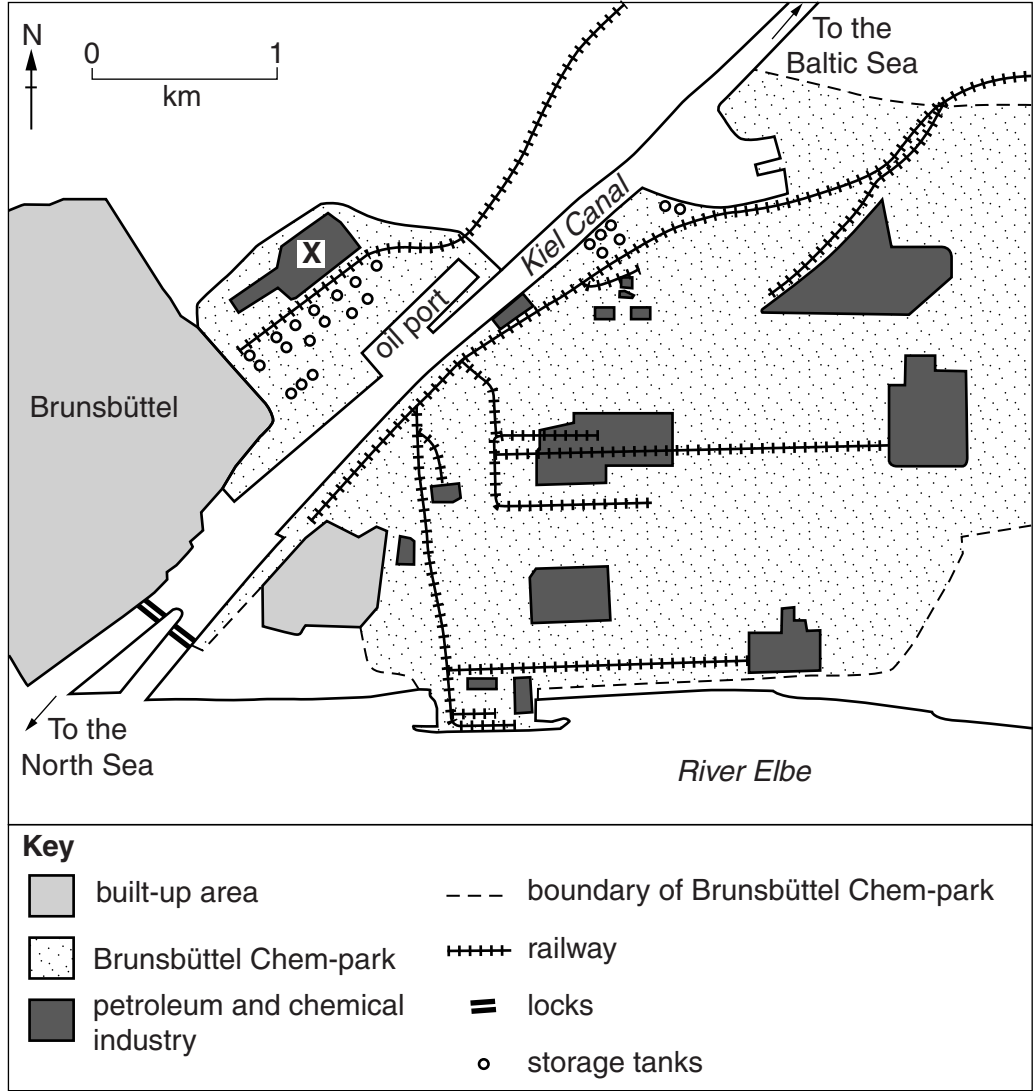 N
0 1
km
To the
Baltic Sea
Kiel Canal
X
oil port
Brunsbüttel
To the
North Sea
River Elbe
Key
built-up area
Brunsbüttel Chem-park
petroleum and chemical
industry
boundary of Brunsbüttel Chem-park
railway
locks
storage tanks